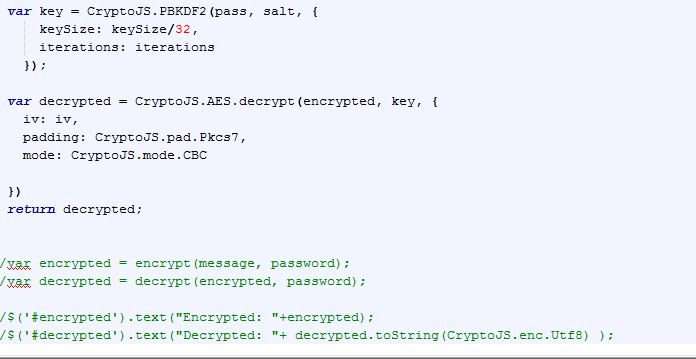 var key = CryptoJS.PBKDF2(pass, salt, {
keySize: keySize/32,
iterations: iterations
});
var decrypted = CryptoJS.AES.decrypt(encrypted, key, {
iv: iv,
padding: CryptoJS.pad.Pkcs7,
mode: CryptoJS.mode.CBC
})
return decrypted;
/var encrypted = encrypt(message, password);
/var decrypted = decrypt(encrypted, password);
/$('#encrypted').text("Encrypted: "+encrypted);
/$('#decrypted').text("Decrypted: "+ decrypted.toString(CryptoJS.enc.Utf8) );